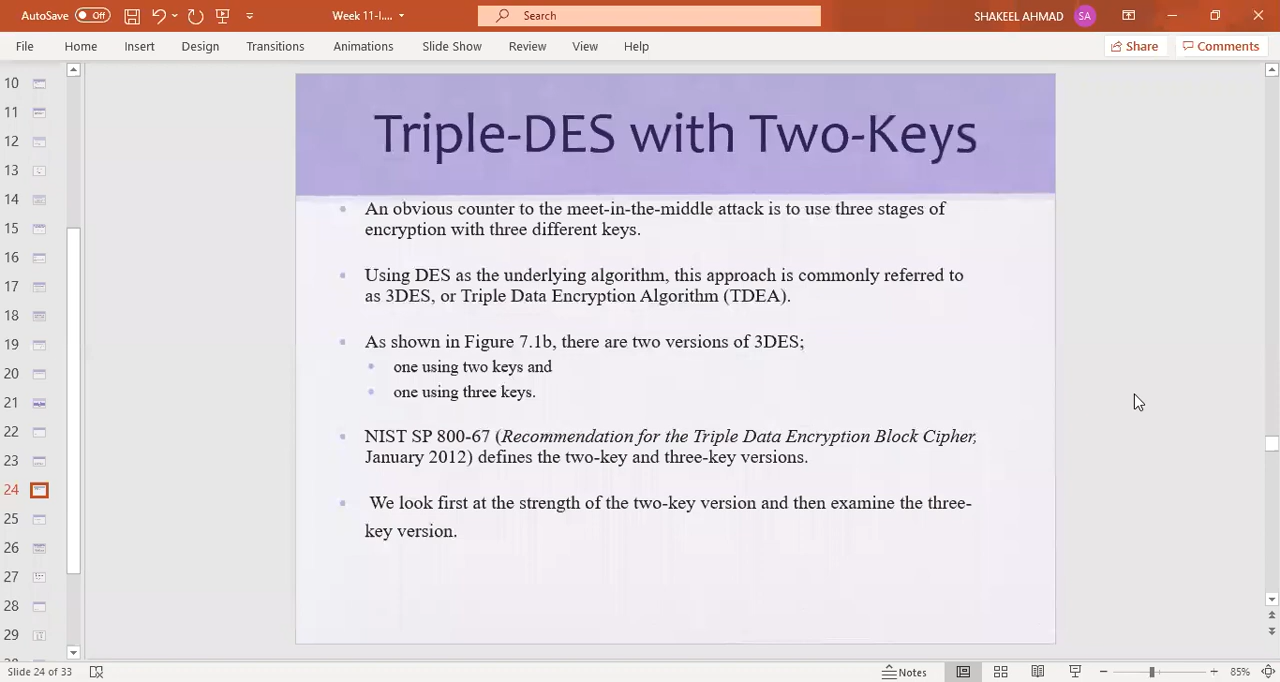 AutoSave Off Week 11-I.... Search SHAKEEL AHMAD SA
File Home Insert Design Transitions Animations Slide Show Review View Help Share Comments
10
11
12
13
14
15
16
17
18
19
20
21
22
23
24
25
26
27
28
29
Triple-DES with Two-Keys
• An obvious counter to the meet-in-the-middle attack is to use three stages of
encryption with three different keys.
• Using DES as the underlying algorithm, this approach is commonly referred to
as 3DES, or Triple Data Encryption Algorithm (TDEA).
• As shown in Figure 7.1b, there are two versions of 3DES;
• one using two keys and
• one using three keys.
• NIST SP 800-67 (Recommendation for the Triple Data Encryption Block Cipher,
January 2012) defines the two-key and three-key versions.
• We look first at the strength of the two-key version and then examine the three-
key version.
Slide 24 of 33 Notes 85%